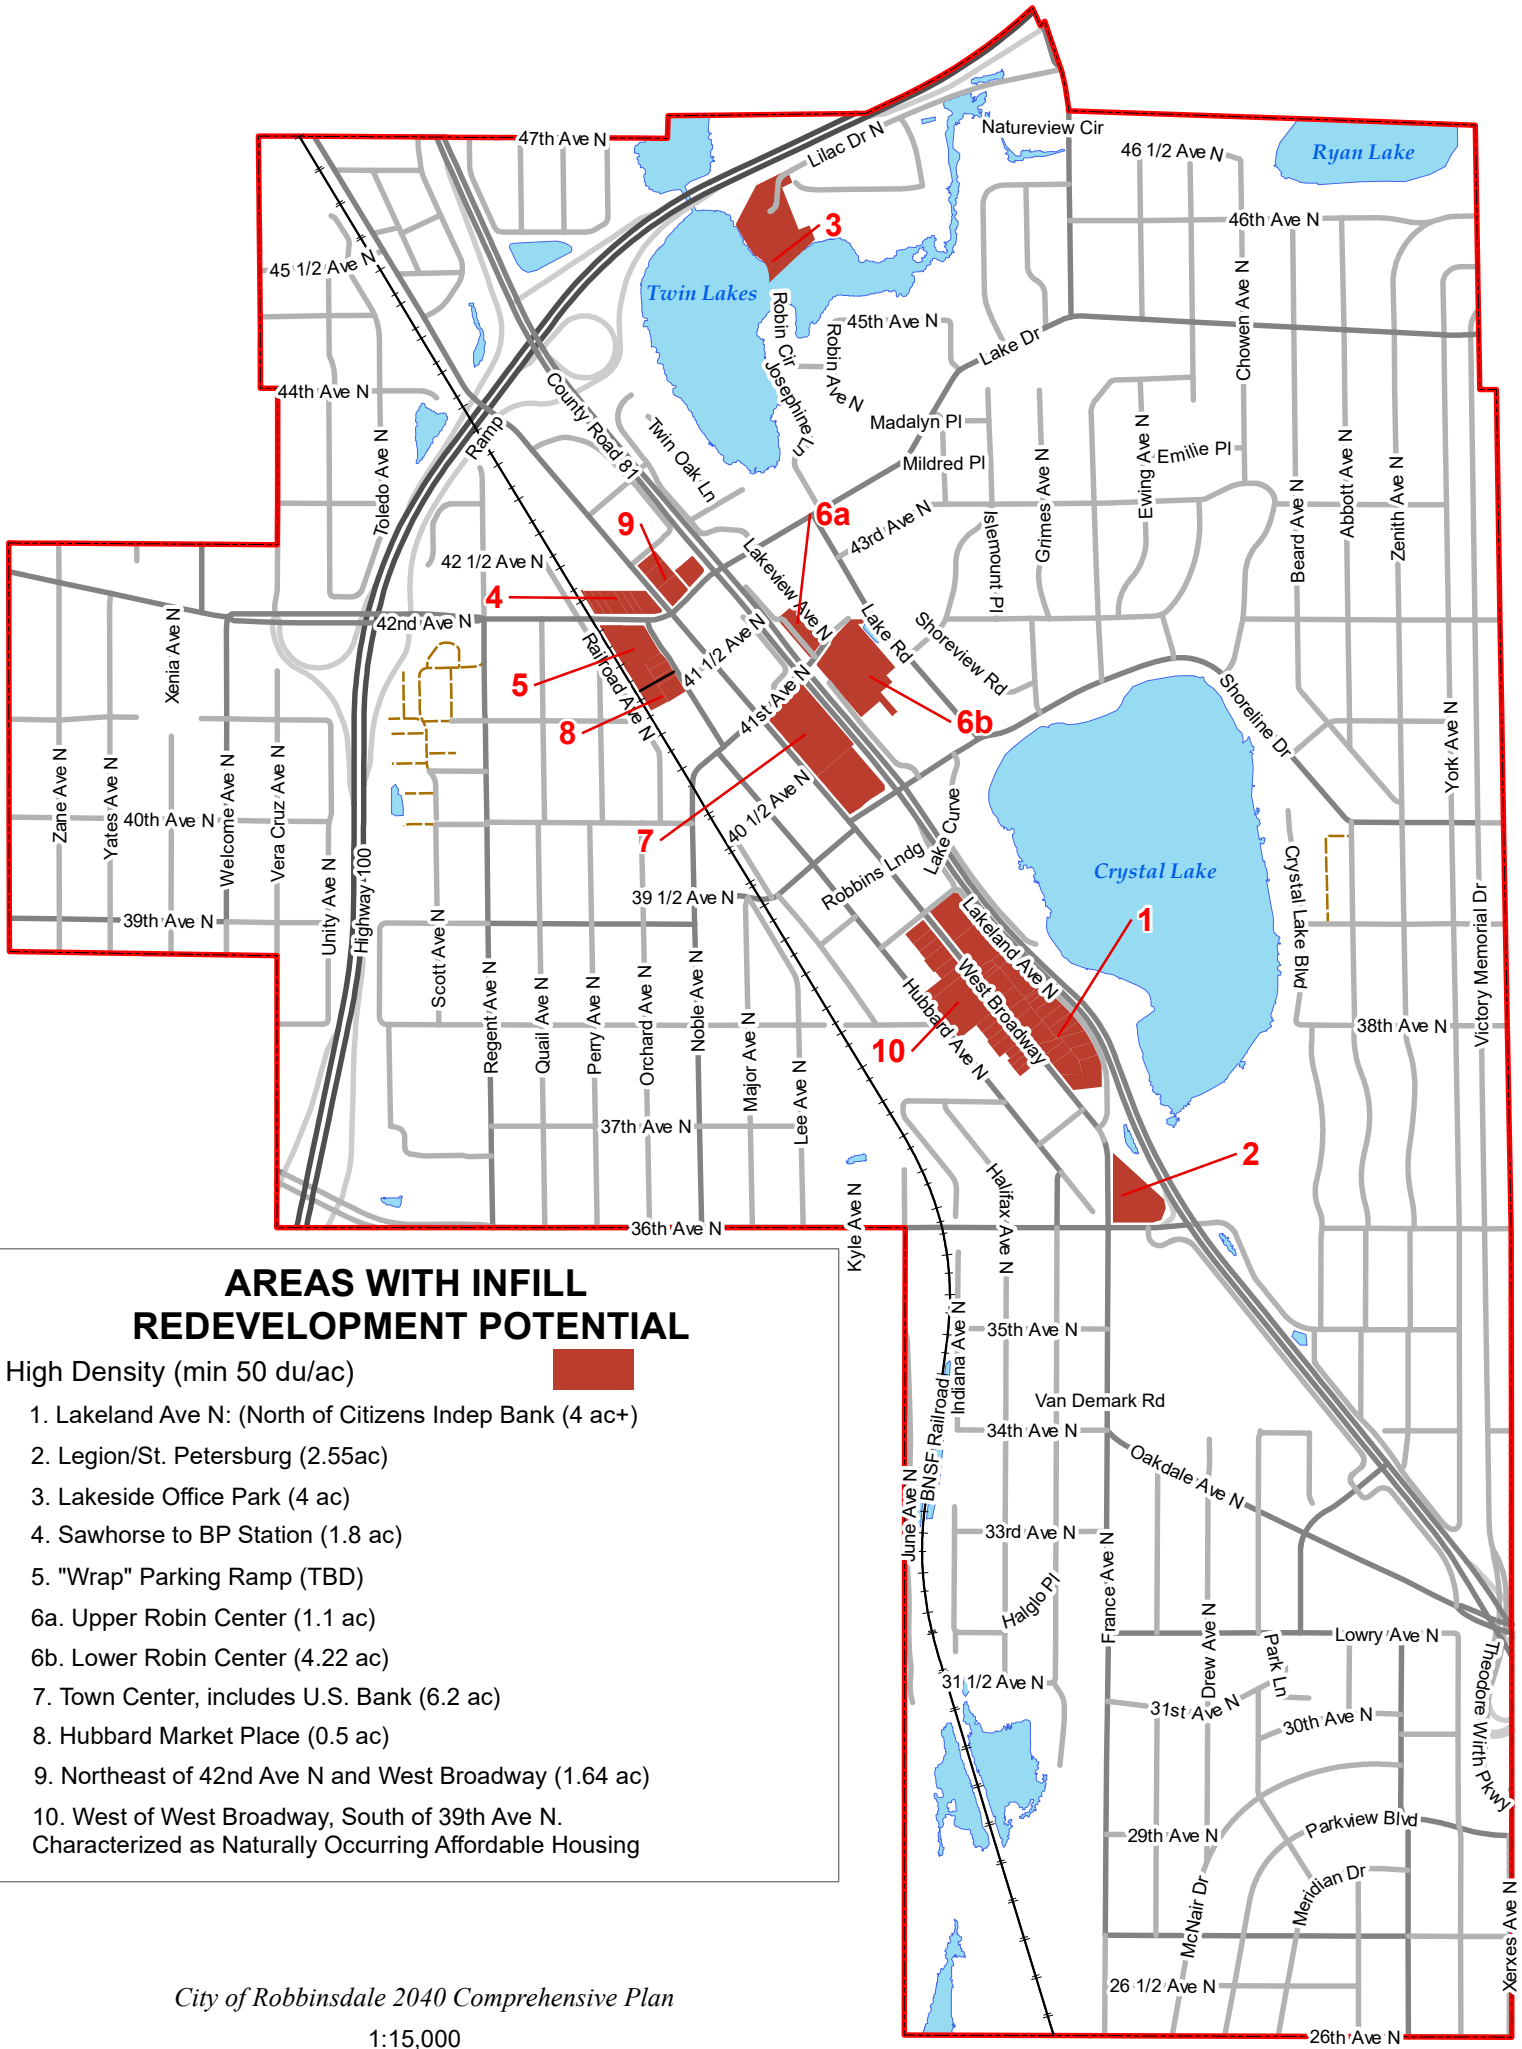 47th Ave N
Lilac Dr N
Natureview Cir
46 1/2 Ave N
Ryan Lake
46th Ave N
3
45 1/2 Ave N
Twin Lakes
Robin Cir
45th Ave N
Robin Ave N
Lake Dr
Chowen Ave N
Josephine Ln
44th Ave N
County Road 81
Ramp
Twin Oak Ln
Madalyn Pl
Mildred Pl
Emilie Pl
Toledo Ave N
Grimes Ave N
Ewing Ave N
Beard Ave N
Abbott Ave N
Zenith Ave N
6a
9
43rd Ave N
Islemount Pl
42 1/2 Ave N
4
Lakeview Ave N
42nd Ave N
Lake Rd
Shoreview Rd
Xenia Ave N
Railroad Ave N
41 1/2 Ave N
5
8
41st Ave N
6b
Shoreline Dr
York Ave N
Zane Ave N
Yates Ave N
40th Ave N
Welcome Ave N
Vera Cruz Ave N
7
40 1/2 Ave N
Lake Curve
Crystal Lake
Robbins Lndg
39 1/2 Ave N
39th Ave N
Unity Ave N
Highway 100
Scott Ave N
Lakeland Ave N
1
Crystal Lake Blvd
Victory Memorial Dr
West Broadway
Hubbard Ave N
10
38th Ave N
Regent Ave N
Quail Ave N
Perry Ave N
Orchard Ave N
Noble Ave N
Major Ave N
Lee Ave N
37th Ave N
2
Halifax Ave N
Kyle Ave N
36th Ave N
AREAS WITH INFILL
REDEVELOPMENT POTENTIAL
High Density (min 50 du/ac)
1. Lakeland Ave N: (North of Citizens Indep Bank (4 ac+)
2. Legion/St. Petersburg (2.55ac)
3. Lakeside Office Park (4 ac)
4. Sawhorse to BP Station (1.8 ac)
5. "Wrap" Parking Ramp (TBD)
6a. Upper Robin Center (1.1 ac)
6b. Lower Robin Center (4.22 ac)
7. Town Center, includes U.S. Bank (6.2 ac)
8. Hubbard Market Place (0.5 ac)
9. Northeast of 42nd Ave N and West Broadway (1.64 ac)
10. West of West Broadway, South of 39th Ave N.
Characterized as Naturally Occurring Affordable Housing
35th Ave N
Indiana Ave N
BNSF Railroad
Van Demark Rd
34th Ave N
Oakdale Ave N
June Ave N
33rd Ave N
France Ave N
Halglo Pl
Drew Ave N
Park Ln
Lowry Ave N
Theodore Wirth Pkwy
31 1/2 Ave N
31st Ave N
30th Ave N
29th Ave N
Parkview Blvd
Meridian Dr
McNair Dr
Xerxes Ave N
26 1/2 Ave N
26th Ave N
City of Robbinsdale 2040 Comprehensive Plan
1:15,000